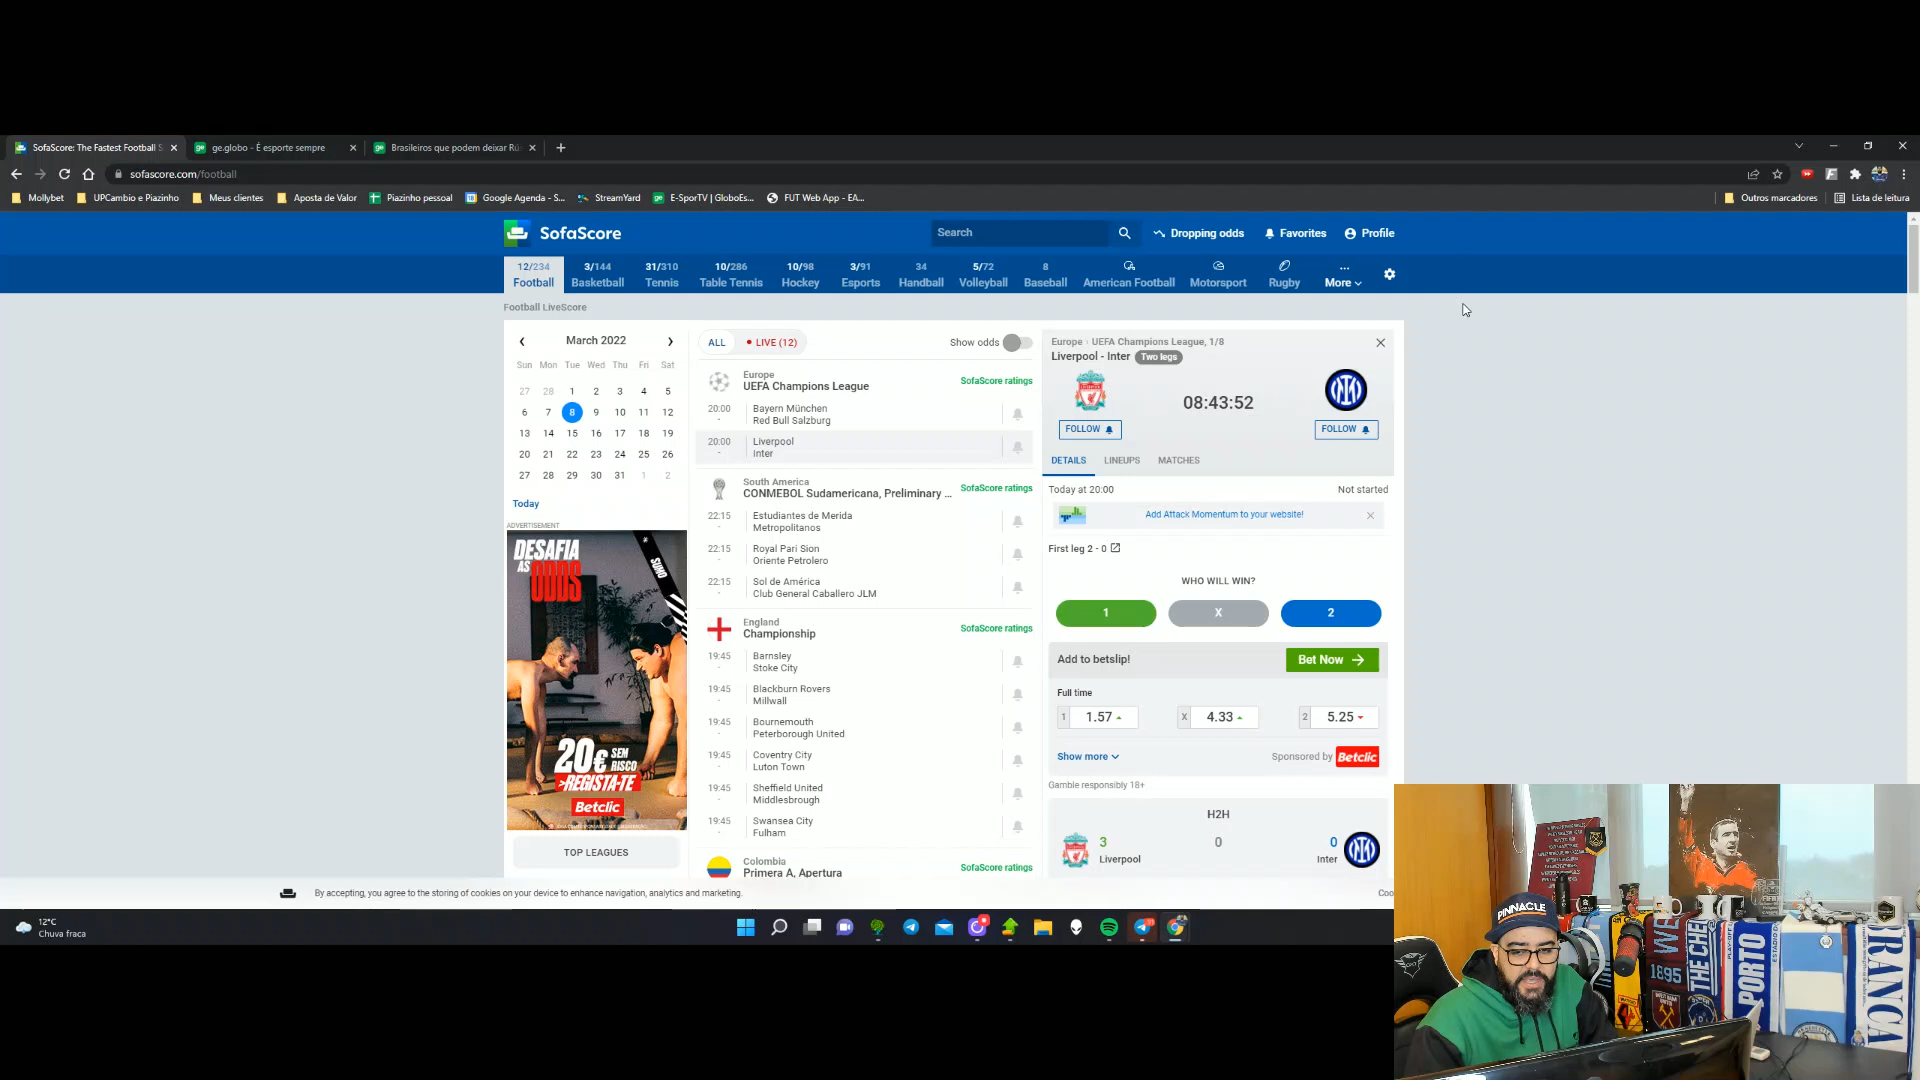 SofaScore: The Fastest Football S
ge.globo - É esporte sempre
Brasileiros que podem deixar Rú
sofascore.com/football
Mollybet
UPCambio e Piazinho
Meus clientes
Aposta de Valor
Piazinho pessoal
Google Agenda - S...
StreamYard
E-SporTV | GloboEs...
FUT Web App - EA...
Outros marcadores
Lista de leitura
SofaScore
Search
Dropping odds
Favorites
Profile
12/234
Football
3/144
Basketball
31/310
Tennis
10/286
Table Tennis
10/98
Hockey
3/91
Esports
34
Handball
5/72
Volleyball
8
Baseball
American Football
Motorsport
Rugby
...
More
Football LiveScore
March 2022
Sun Mon Tue Wed Thu Fri Sat
27 28 1 2 3 4 5
6 7 8 9 10 11 12
13 14 15 16 17 18 19
20 21 22 23 24 25 26
27 28 29 30 31 1 2
Today
ADVERTISEMENT
DESAFIA
AS ODDS
SUMO
20€ SEM
RISCO
>REGISTA-TE
Betclic
TOP LEAGUES
ALL
LIVE (12)
Show odds
Europe
UEFA Champions League
SofaScore ratings
20:00
-
Bayern München
Red Bull Salzburg
20:00
-
Liverpool
Inter
South America
CONMEBOL Sudamericana, Preliminary ...
SofaScore ratings
22:15
-
Estudiantes de Merida
Metropolitanos
22:15
-
Royal Pari Sion
Oriente Petrolero
22:15
-
Sol de América
Club General Caballero JLM
England
Championship
SofaScore ratings
19:45
-
Barnsley
Stoke City
19:45
-
Blackburn Rovers
Millwall
19:45
-
Bournemouth
Peterborough United
19:45
-
Coventry City
Luton Town
19:45
-
Sheffield United
Middlesbrough
19:45
-
Swansea City
Fulham
Colombia
Primera A, Apertura
SofaScore ratings
Europe › UEFA Champions League, 1/8
Liverpool - Inter Two legs
08:43:52
FOLLOW
FOLLOW
DETAILS
LINEUPS
MATCHES
Today at 20:00
Not started
Add Attack Momentum to your website!
First leg 2 - 0
WHO WILL WIN?
1
X
2
Add to betslip!
Bet Now
Full time
1 1.57
X 4.33
2 5.25
Show more
Sponsored by Betclic
Gamble responsibly 18+
H2H
3
Liverpool
0
0
Inter
By accepting, you agree to the storing of cookies on your device to enhance navigation, analytics and marketing.
Coo
12°C
Chuva fraca
PINNACLE
WE
1895
THE CHE
PORTO
BRANCA